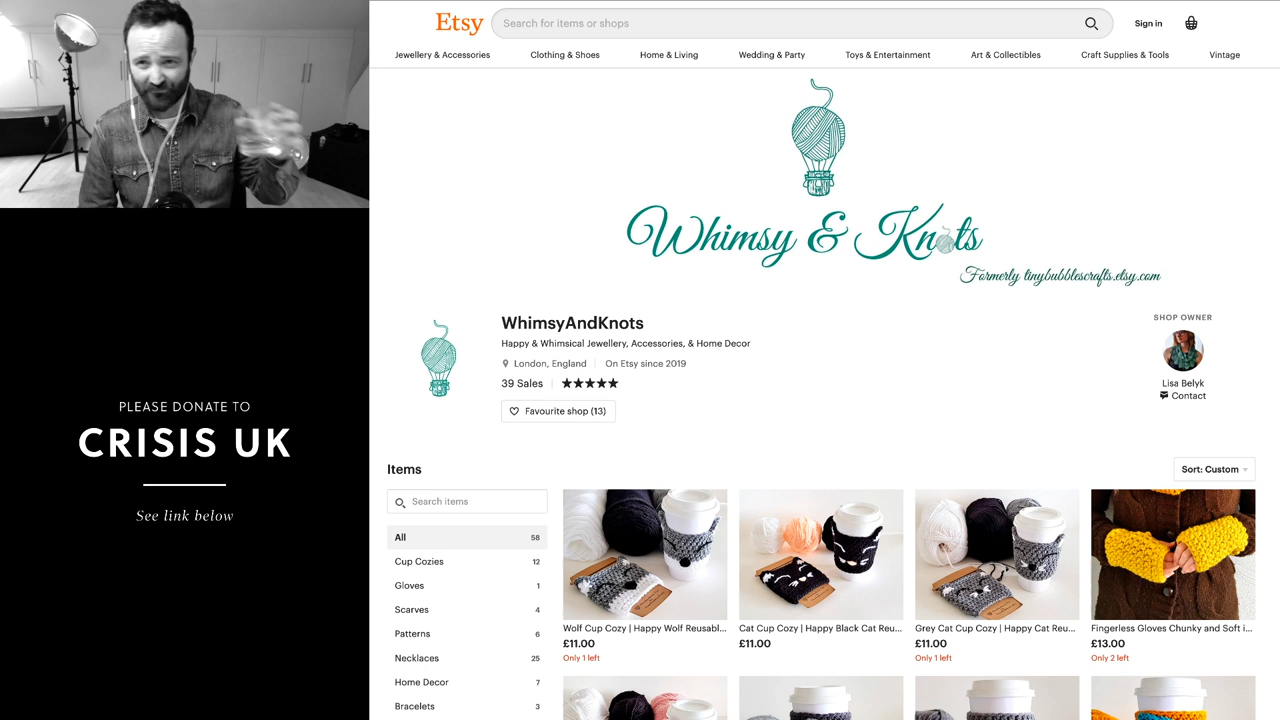 PLEASE DONATE TO
CRISIS UK
See link below
Etsy
Search for items or shops
Sign in
Jewellery & Accessories
Clothing & Shoes
Home & Living
Wedding & Party
Toys & Entertainment
Art & Collectibles
Craft Supplies & Tools
Vintage
Whimsy & Knots
Formerly tinybubblescrafts.etsy.com
WhimsyAndKnots
Happy & Whimsical Jewellery, Accessories, & Home Decor
London, England
On Etsy since 2019
39 Sales
Favourite shop (13)
SHOP OWNER
Lisa Belyk
Contact
Items
Sort: Custom
Search items
All 58
Cup Cozies 12
Gloves 1
Scarves 4
Patterns 6
Necklaces 25
Home Decor 7
Bracelets 3
Wolf Cup Cozy | Happy Wolf Reusabl...
£11.00
Only 1 left
Cat Cup Cozy | Happy Black Cat Reu...
£11.00
Grey Cat Cup Cozy | Happy Cat Reu...
£11.00
Only 1 left
Fingerless Gloves Chunky and Soft i...
£13.00
Only 2 left